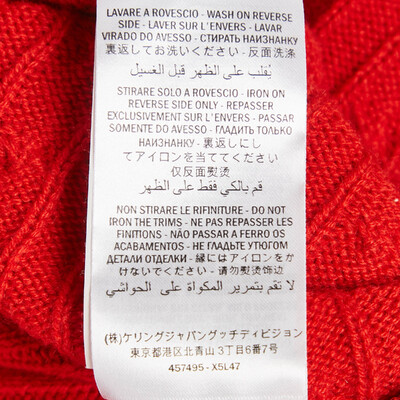 LAVARE A ROVESCIO - WASH ON REVERSE
SIDE - LAVER SUR L'ENVERS - LAVAR
VIRADO DO AVESSO - СТИРАТЬ НАИЗНАНКУ
裏返してお洗いください - 反面洗涤
يُقلب على الظهر قبل الغسيل
STIRARE SOLO A ROVESCIO - IRON ON
REVERSE SIDE ONLY - REPASSER
EXCLUSIVEMENT SUR L'ENVERS - PASSAR
SOMENTE DO AVESSO - ГЛАДИТЬ ТОЛЬКО
НАИЗНАНКУ - 裏返しにし
てアイロンを当ててください
仅反面熨烫
قم بالكي فقط على الظهر
NON STIRARE LE RIFINITURE - DO NOT
IRON THE TRIMS - NE PAS REPASSER LES
FINITIONS - NÃO PASSAR A FERRO OS
ACABAMENTOS - НЕ ГЛАДЬТЕ УТЮГОМ
ДЕТАЛИ ОТДЕЛКИ - 縁にはアイロンをか
けないでください - 请勿熨烫饰边
لا تقم بتمرير المكواة على الحواشي
(株)ケリングジャパングッチディビジョン
東京都港区北青山 3丁目6番7号
457495 - X5L47